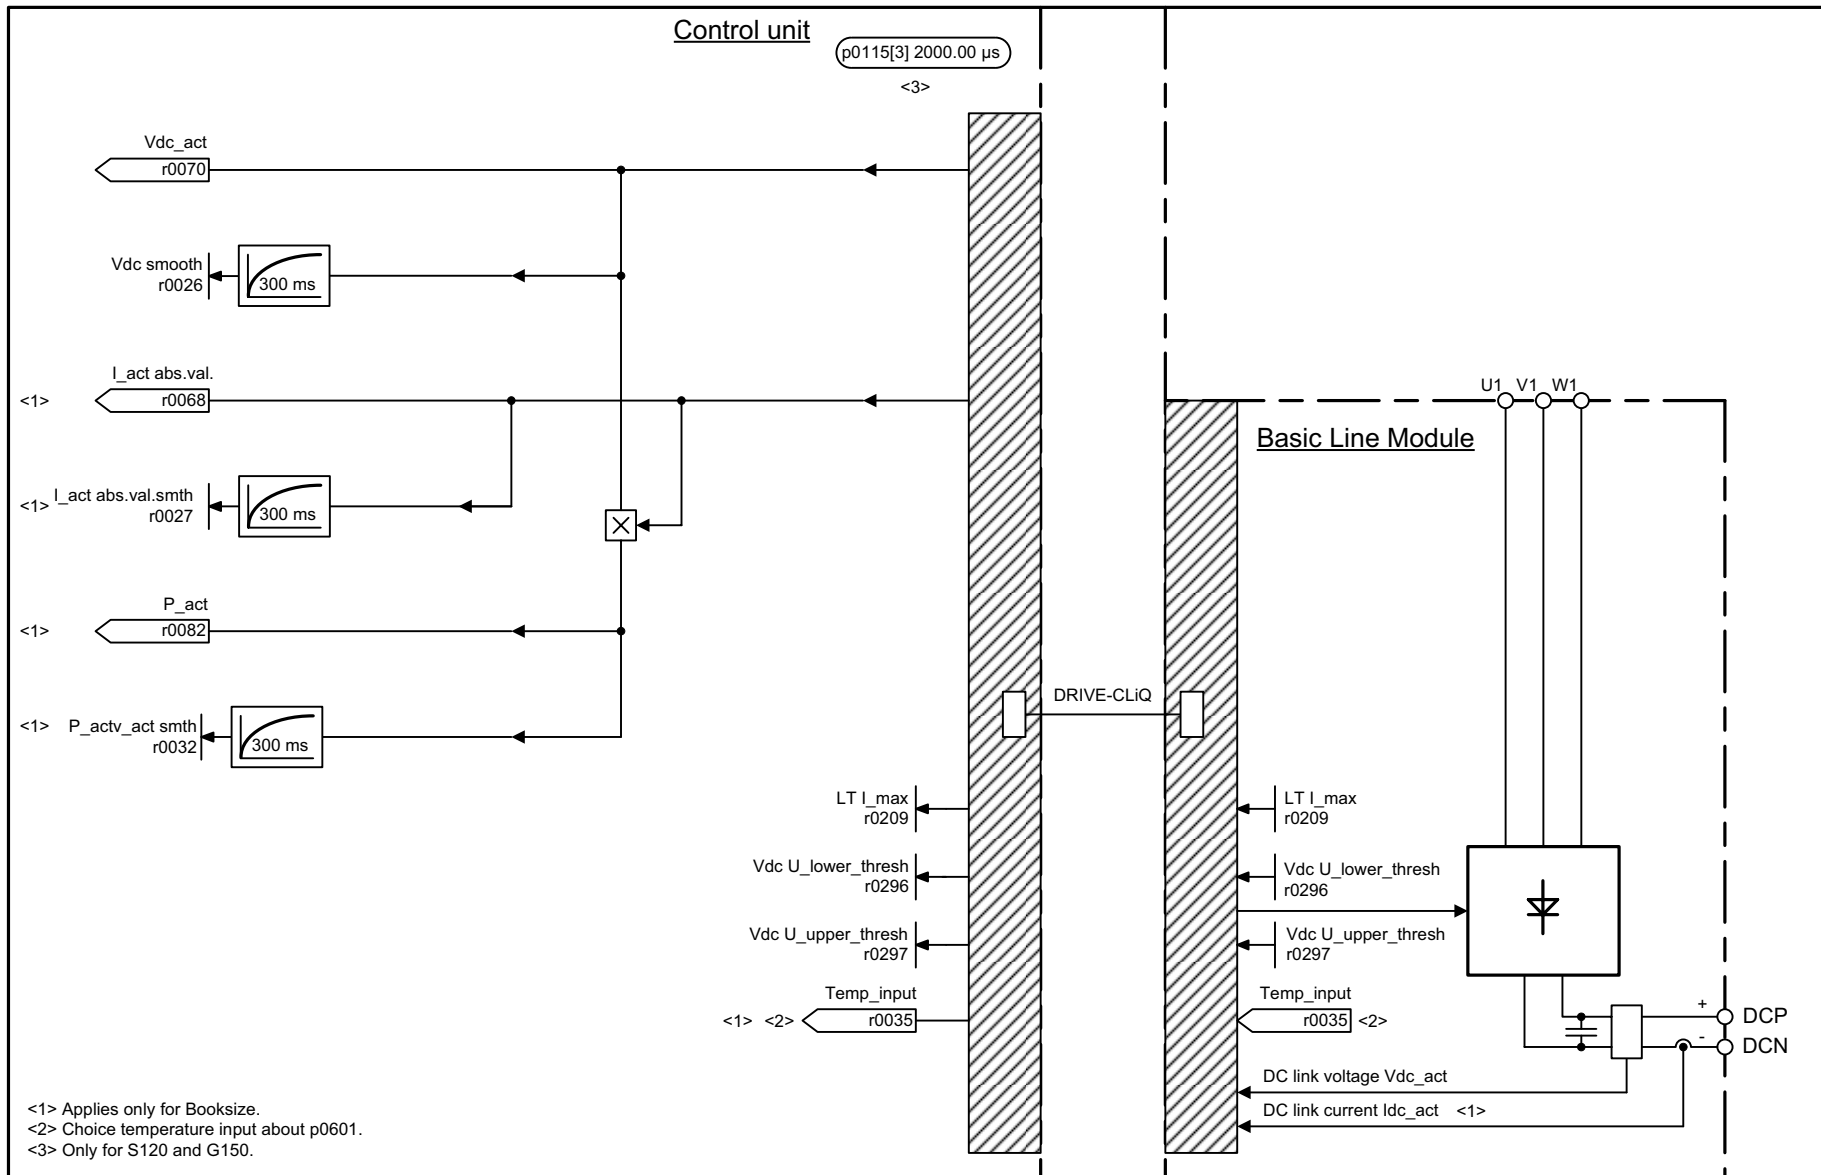 Control unit
p0115[3] 2000.00 µs
<3>
Vdc_act
r0070
Vdc smooth
r0026
300 ms
I_act abs.val.
<1>
r0068
<1>
I_act abs.val.smth
r0027
300 ms
P_act
<1>
r0082
<1>
P_actv_act smth
r0032
300 ms
DRIVE-CLiQ
U1 V1 W1
Basic Line Module
LT I_max
r0209
LT I_max
r0209
Vdc U_lower_thresh
r0296
Vdc U_lower_thresh
r0296
Vdc U_upper_thresh
r0297
Vdc U_upper_thresh
r0297
Temp_input
<1> <2> r0035
Temp_input
r0035 <2>
+
DCP
-
DCN
DC link voltage Vdc_act
DC link current Idc_act <1>
<1> Applies only for Booksize.
<2> Choice temperature input about p0601.
<3> Only for S120 and G150.